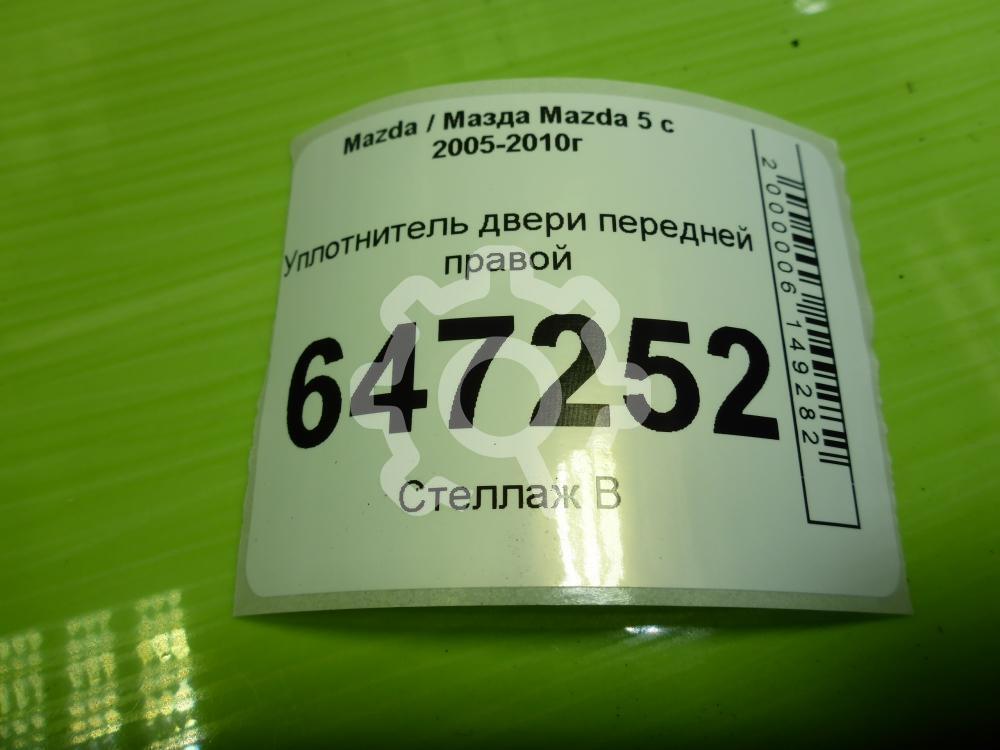 Mazda / Мазда Mazda 5 с
2005-2010г
Уплотнитель двери передней
правой
647252
Стеллаж В
2000006149282